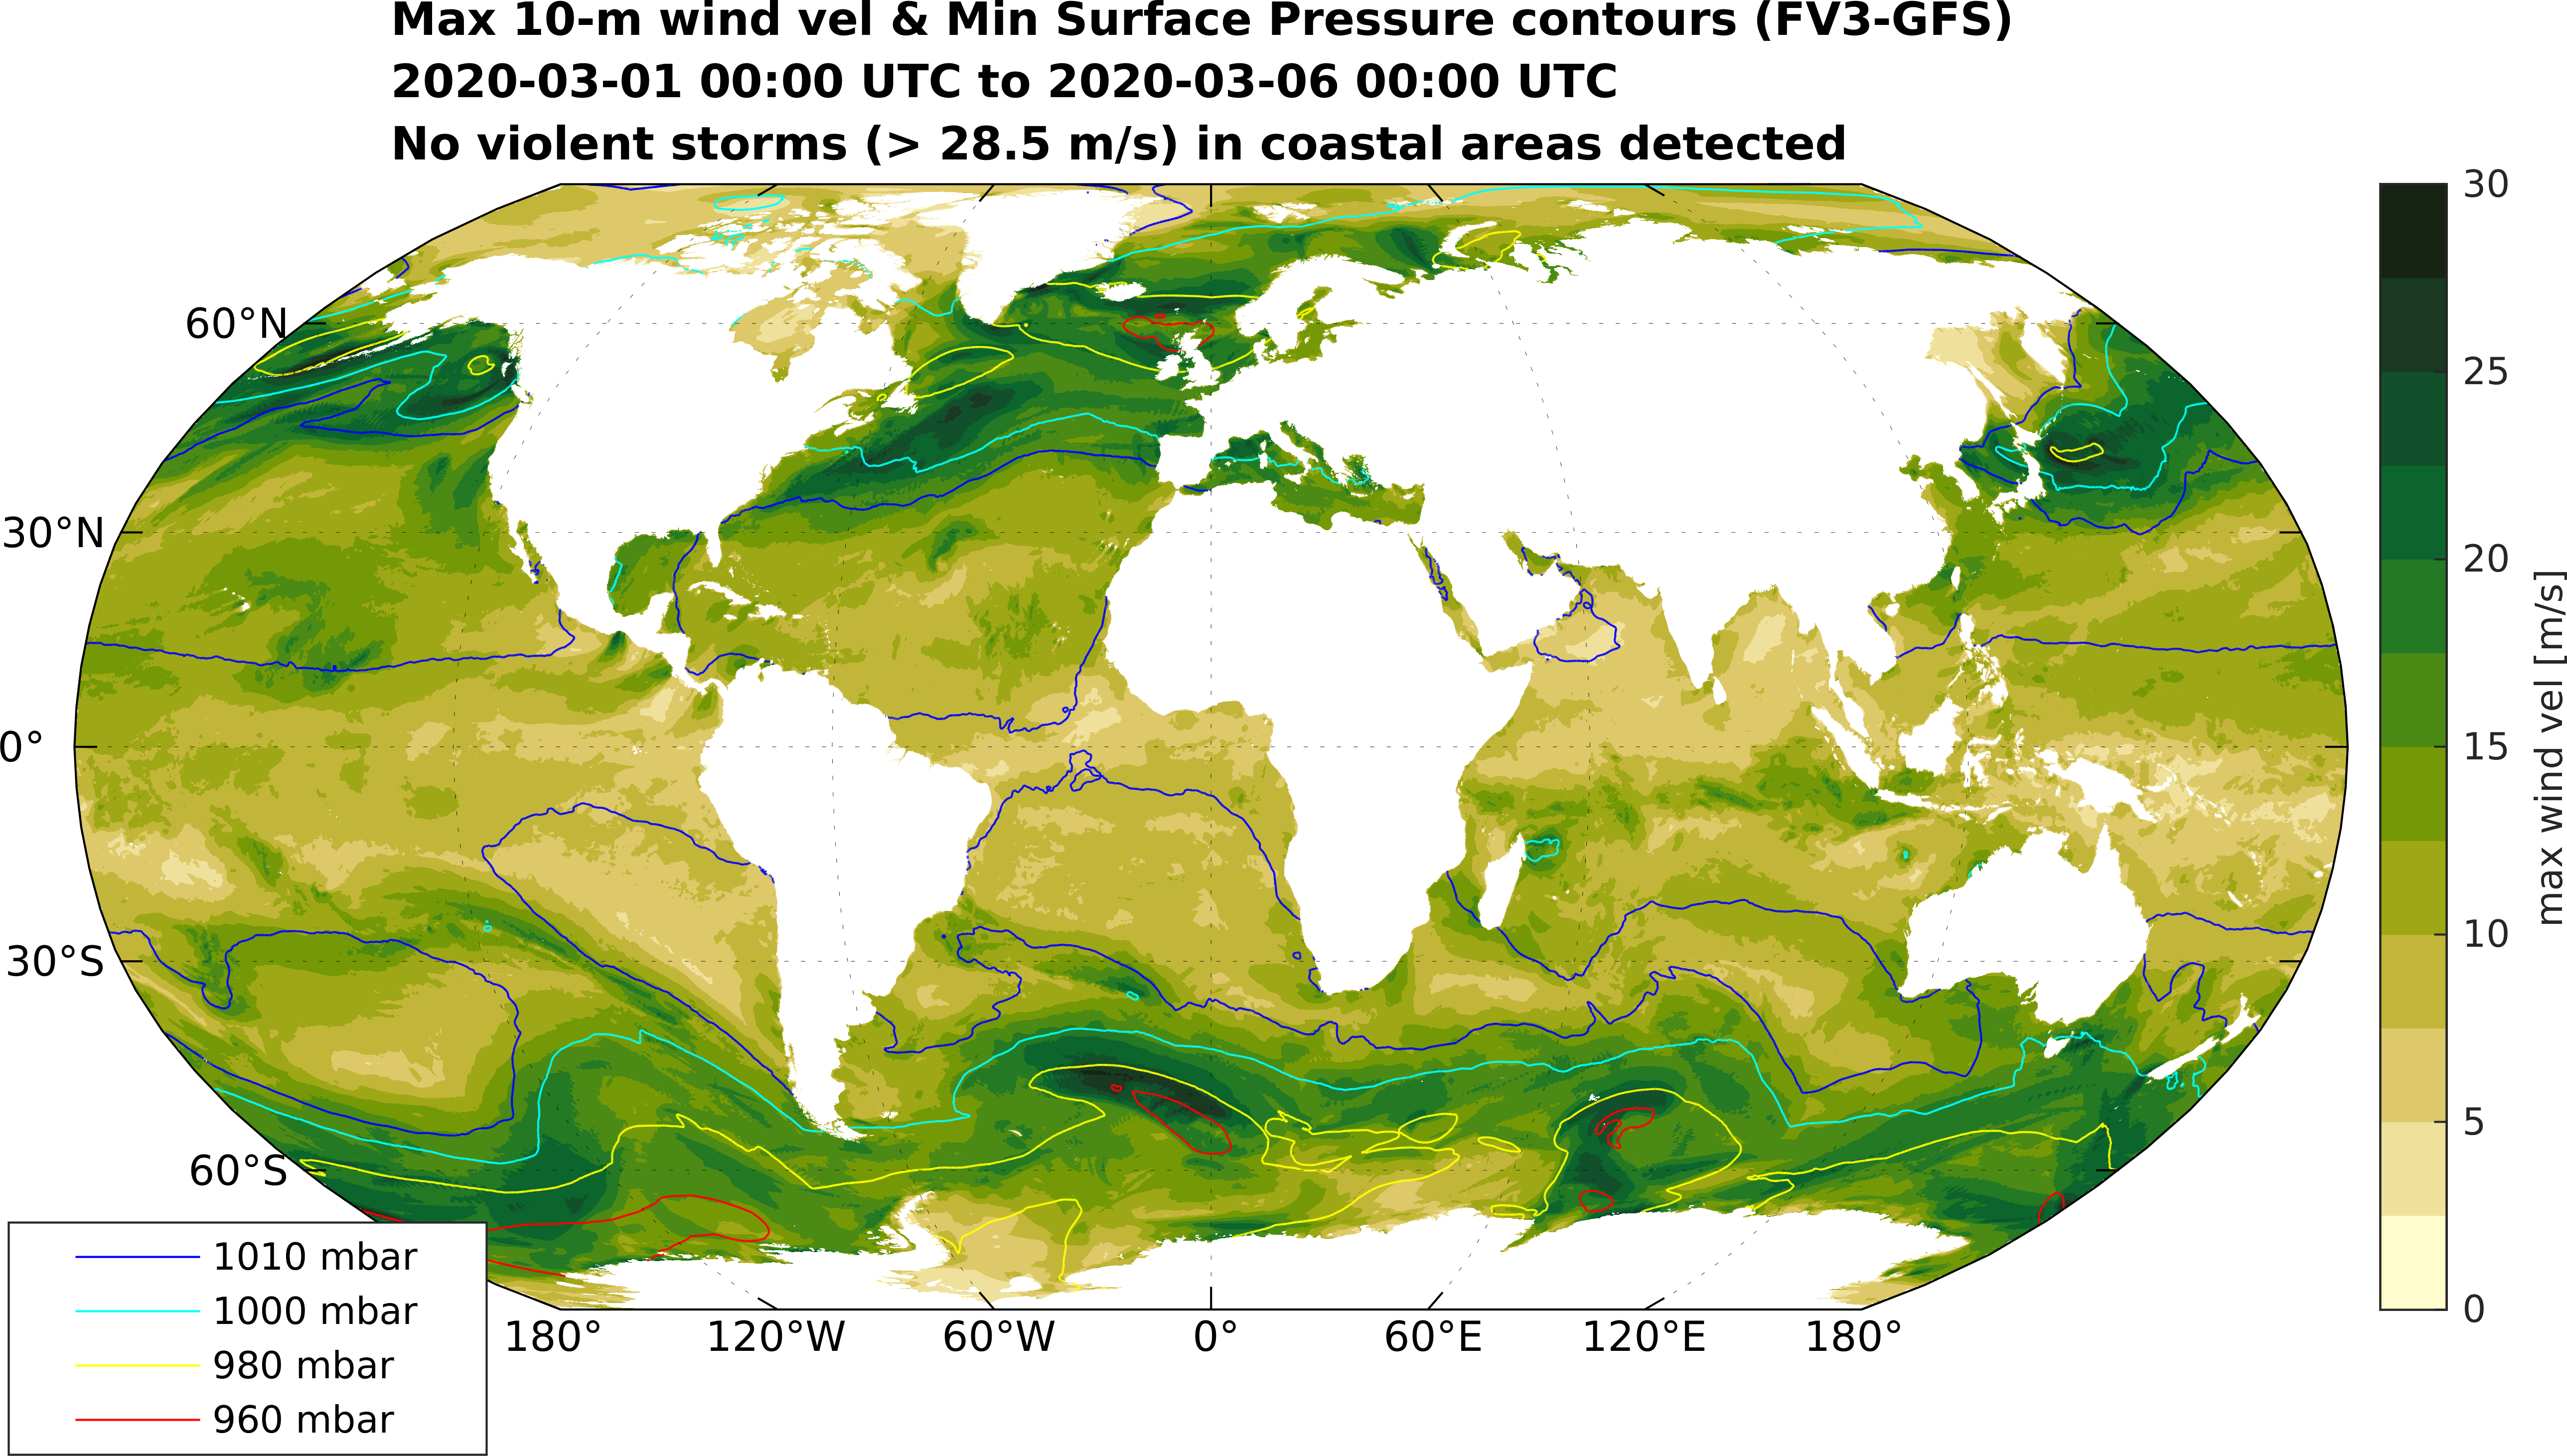 Max 10-m wind vel & Min Surface Pressure contours (FV3-GFS)
2020-03-01 00:00 UTC to 2020-03-06 00:00 UTC
No violent storms (> 28.5 m/s) in coastal areas detected
60°N
30°N
0°
30°S
60°S
180°
120°W
60°W
0°
60°E
120°E
180°
1010 mbar
1000 mbar
980 mbar
960 mbar
30
25
20
15
10
5
0
max wind vel [m/s]